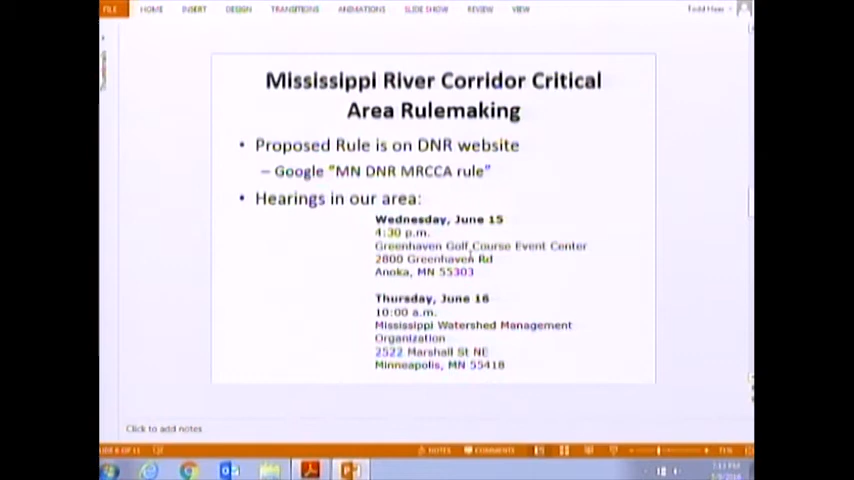 FILE HOME INSERT DESIGN TRANSITIONS ANIMATIONS SLIDE SHOW REVIEW VIEW
Mississippi River Corridor Critical
Area Rulemaking
• Proposed Rule is on DNR website
– Google "MN DNR MRCCA rule"
• Hearings in our area:
Wednesday, June 15
4:30 p.m.
Greenhaven Golf Course Event Center
2800 Greenhaven Rd
Anoka, MN 55303
Thursday, June 16
10:00 a.m.
Mississippi Watershed Management
Organization
2522 Marshall St NE
Minneapolis, MN 55418
Click to add notes
NOTES COMMENTS